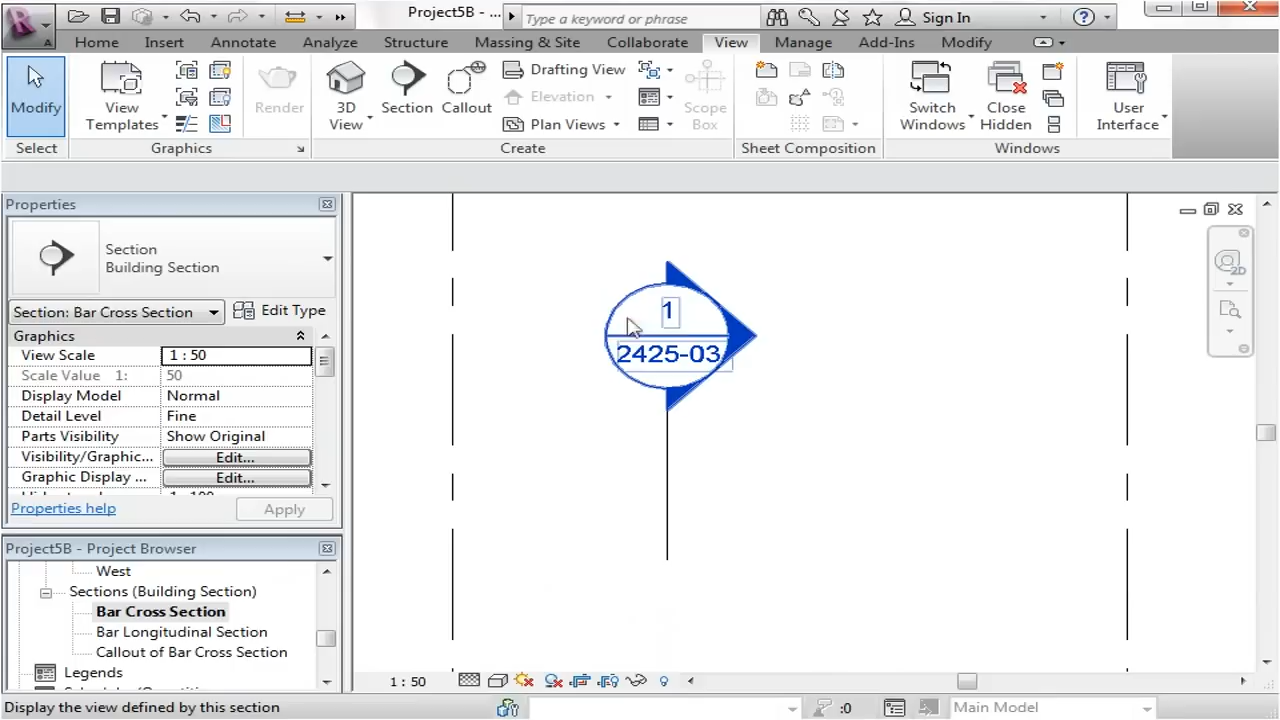 Project5B - ...
Type a keyword or phrase
Sign In
Home
Insert
Annotate
Analyze
Structure
Massing & Site
Collaborate
View
Manage
Add-Ins
Modify
Modify
View
Templates
Render
3D
View
Section
Callout
Drafting View
Elevation
Plan Views
Scope
Box
Switch
Windows
Close
Hidden
User
Interface
Select
Graphics
Create
Sheet Composition
Windows
Properties
Section
Building Section
Section: Bar Cross Section
Edit Type
Graphics
View Scale
1 : 50
Scale Value 1:
50
Display Model
Normal
Detail Level
Fine
Parts Visibility
Show Original
Visibility/Graphic...
Edit...
Graphic Display ...
Edit...
Properties help
Apply
1
2425-03
Project5B - Project Browser
West
Sections (Building Section)
Bar Cross Section
Bar Longitudinal Section
Callout of Bar Cross Section
Legends
1 : 50
Display the view defined by this section
:0
Main Model
2D